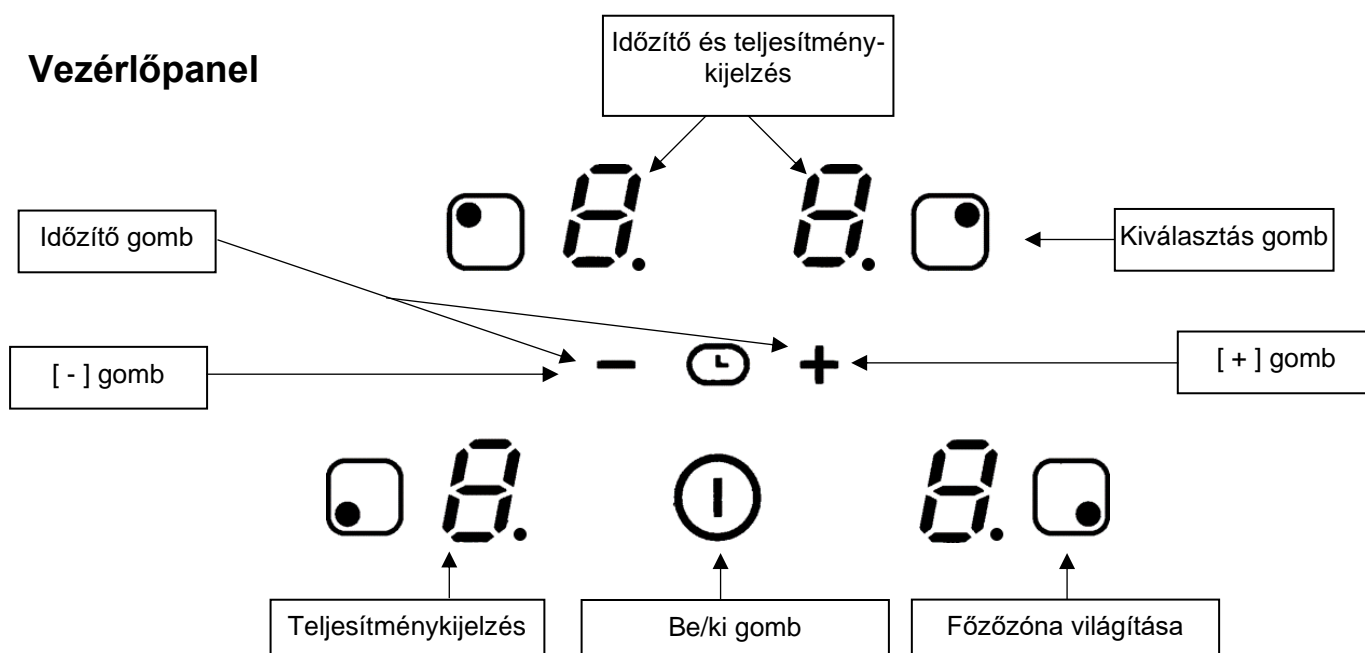 Vezérlőpanel
Időzítő és teljesítmény-
kijelzés
Időzítő gomb
Kiválasztás gomb
[ - ] gomb
[ + ] gomb
Teljesítménykijelzés
Be/ki gomb
Főzőzóna világítása